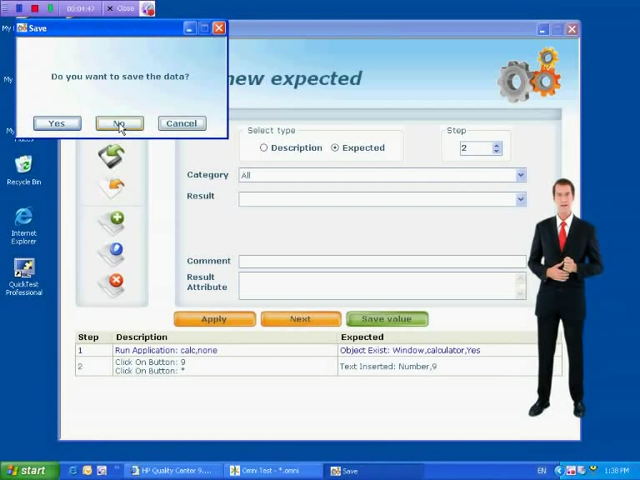 00:04:47
Close
Save
Do you want to save the data?
Yes
No
Cancel
new expected
Select type
Description
Expected
Step
2
Category
All
Result
Comment
Result
Attribute
Apply
Next
Save value
Step
Description
Expected
1
Run Application: calc,none
Object Exist: Window,calculator,Yes
2
Click On Button: 9
Click On Button: *
Text Inserted: Number,9
Recycle Bin
Internet
Explorer
QuickTest
Professional
start
HP Quality Center 9....
Omni Test - *.omni
Save
EN
1:38 PM